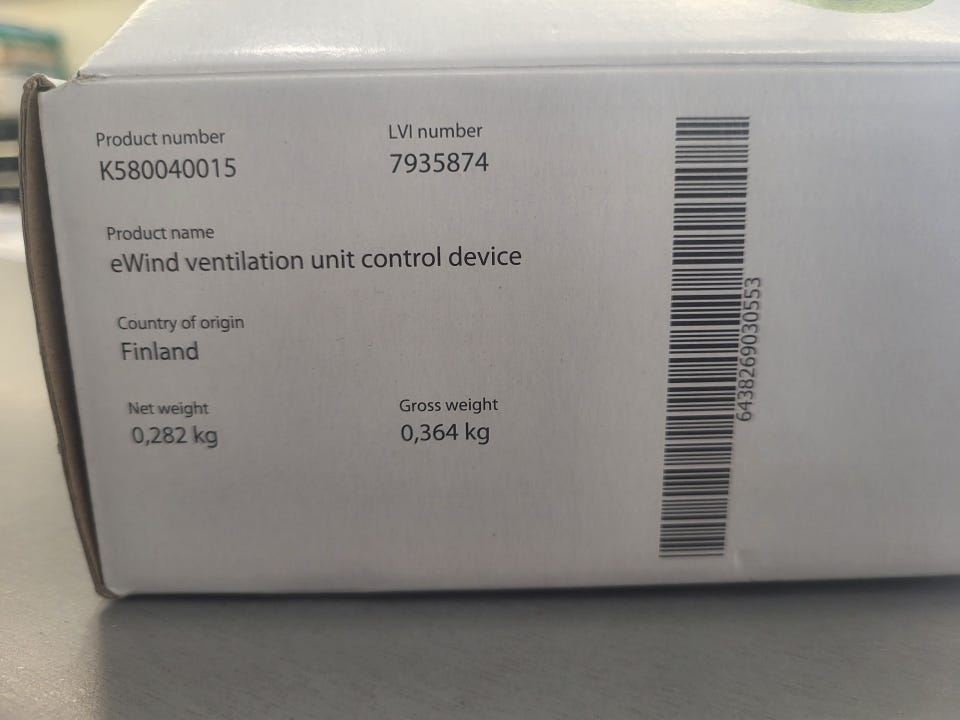 Product number
K580040015
LVI number
7935874
Product name
eWind ventilation unit control device
Country of origin
Finland
Net weight
0,282 kg
Gross weight
0,364 kg
6438269030553